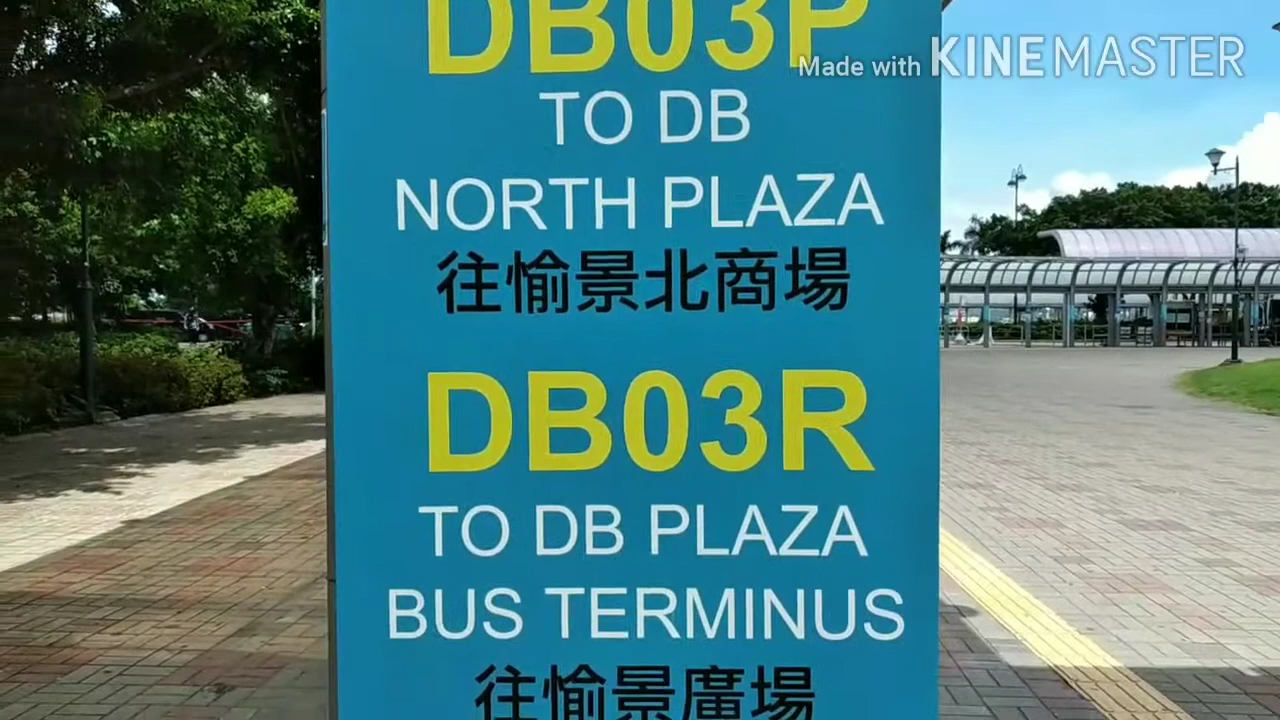 DB03P
Made with KINEMASTER
TO DB
NORTH PLAZA
往愉景北商場
DB03R
TO DB PLAZA
BUS TERMINUS
往愉景廣場